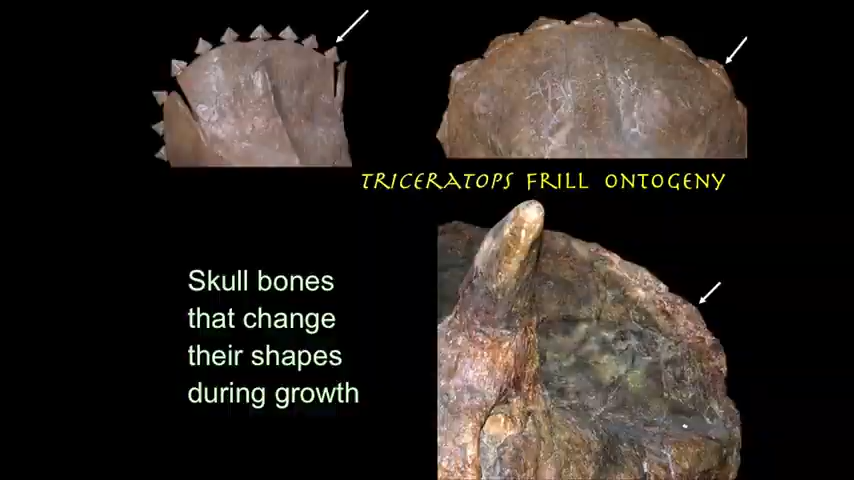 TRICERATOPS FRILL ONTOGENY
Skull bones
that change
their shapes
during growth